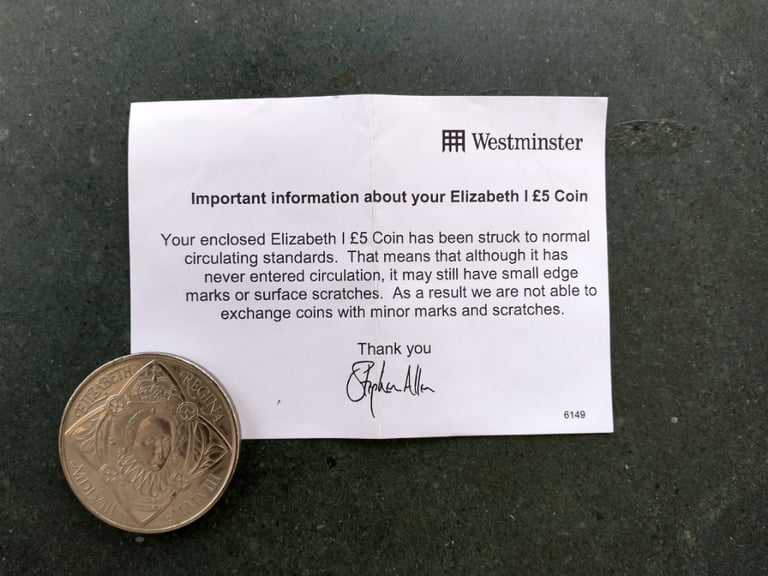 Westminster
Important information about your Elizabeth I £5 Coin
Your enclosed Elizabeth I £5 Coin has been struck to normal
circulating standards. That means that although it has
never entered circulation, it may still have small edge
marks or surface scratches. As a result we are not able to
exchange coins with minor marks and scratches.
Thank you
Stephen Allen
6149
ELIZABETH REGINA
MDLVIII MMVIII